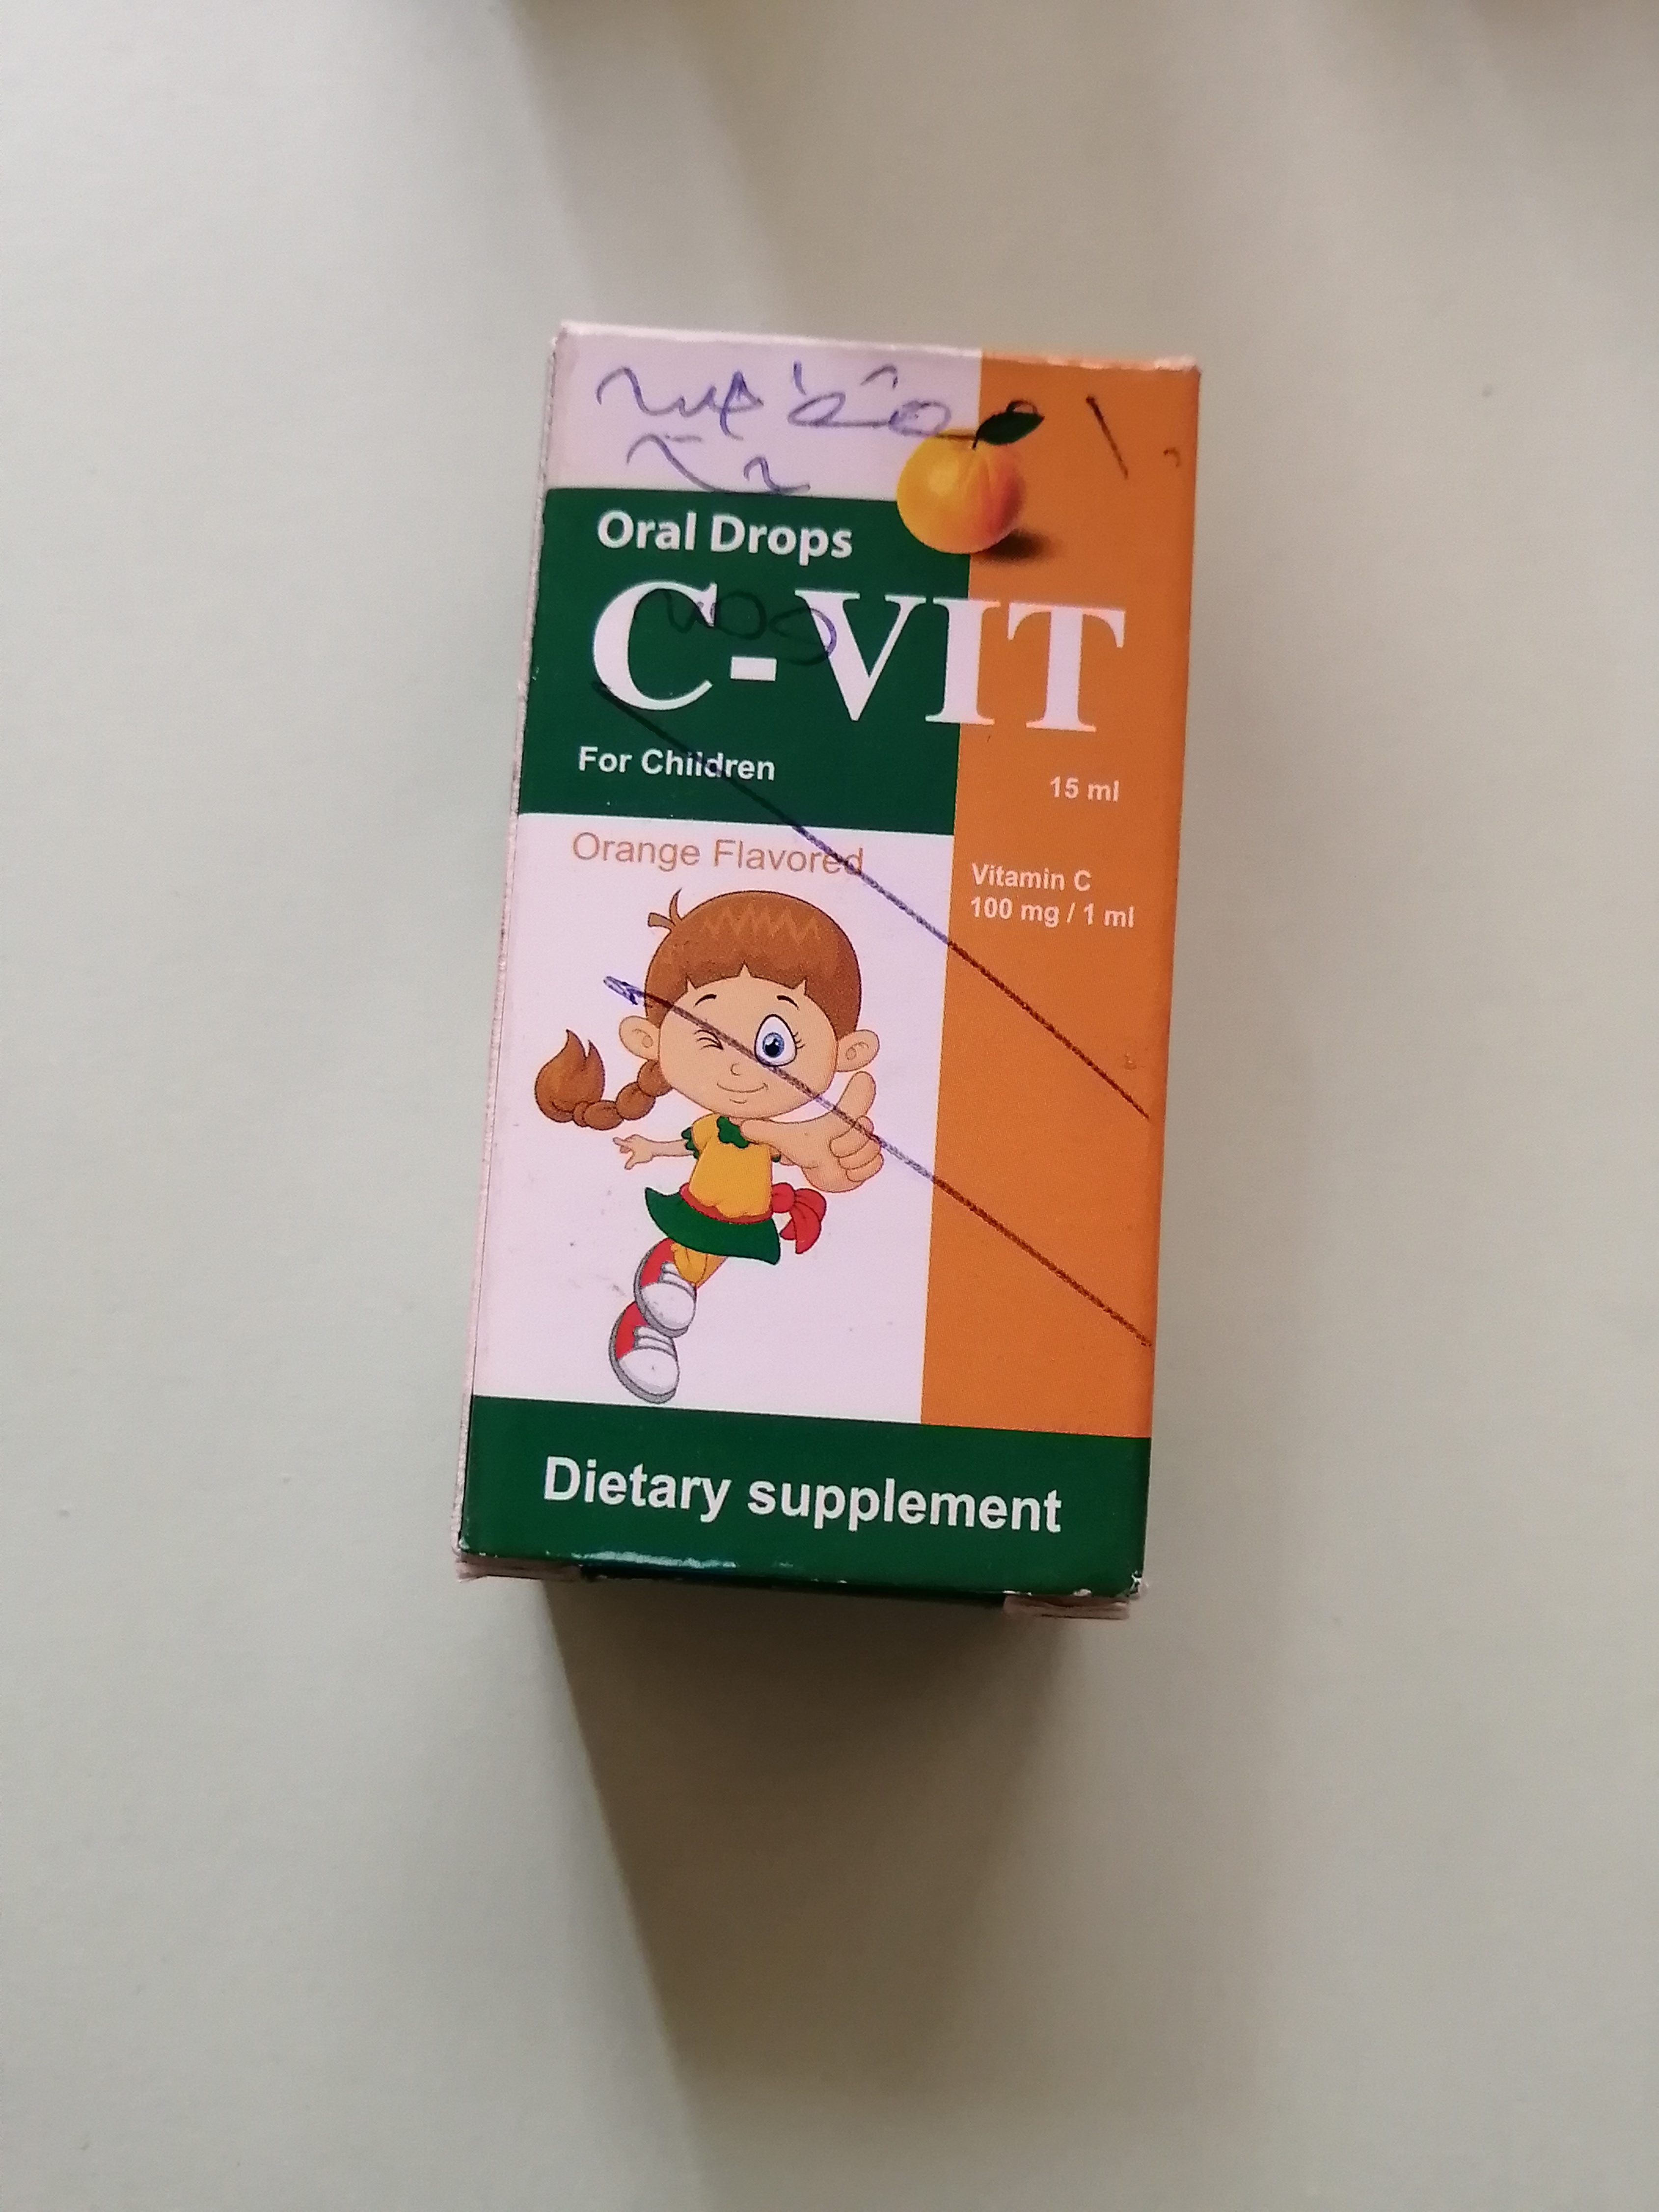 Oral Drops
C-VIT
For Children
15 ml
Orange Flavored
Vitamin C
100 mg / 1 ml
Dietary supplement